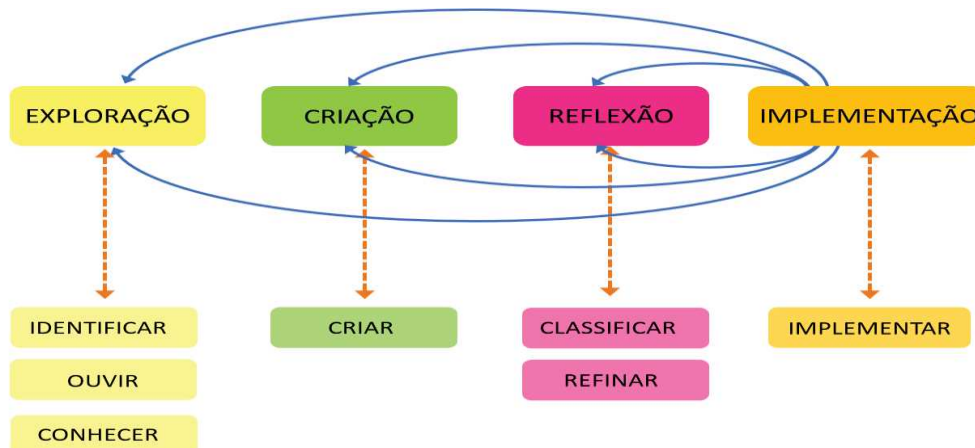 EXPLORAÇÃO
CRIAÇÃO
REFLEXÃO
IMPLEMENTAÇÃO
IDENTIFICAR
CRIAR
CLASSIFICAR
IMPLEMENTAR
OUVIR
REFINAR
CONHECER